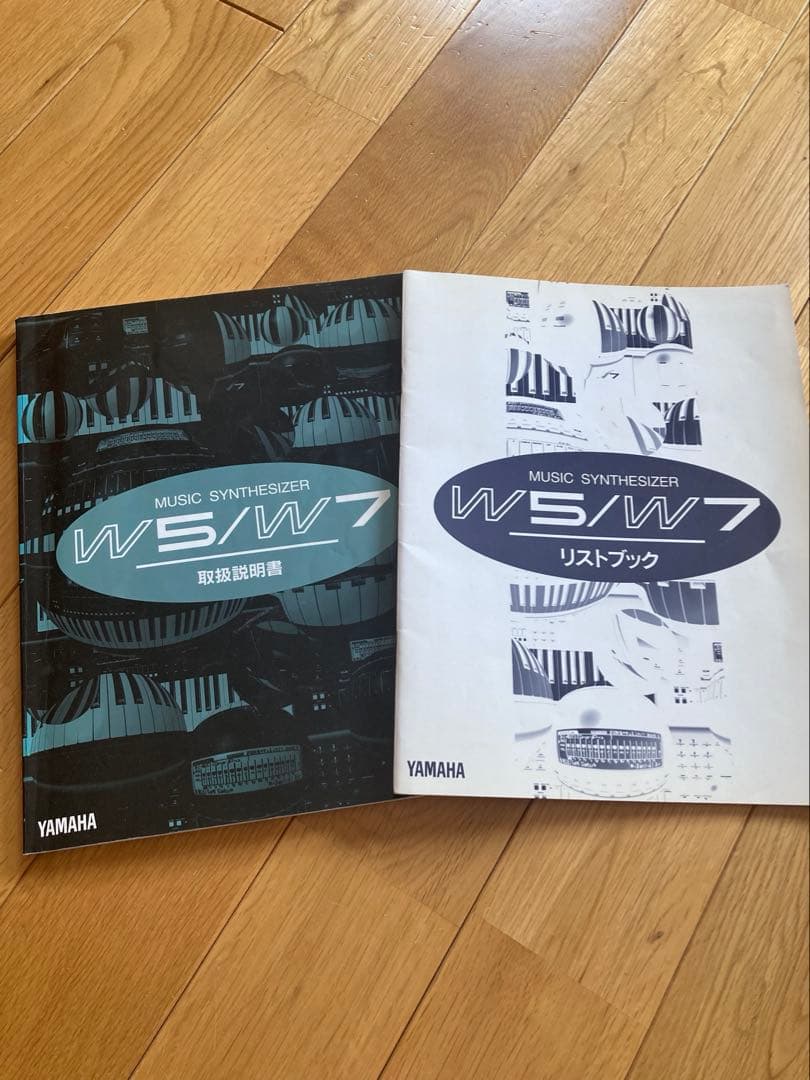 MUSIC SYNTHESIZER
W5/W7
取扱説明書
YAMAHA
MUSIC SYNTHESIZER
W5/W7
リストブック
YAMAHA